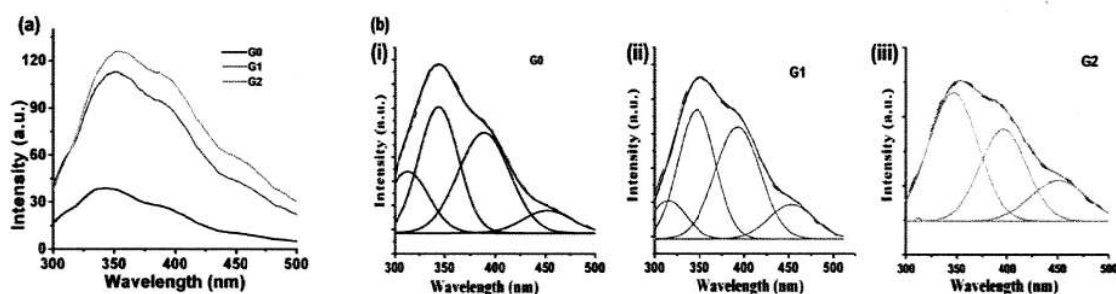 (a)
G0
G1
G2
Intensity (a.u.)
120
90
60
30
0
300 350 400 450 500
Wavelength (nm)
(b)
(i)
G0
Intensity (a.u.)
300 350 400 450 500
Wavelength (nm)
(ii)
G1
Intensity (a.u.)
300 350 400 450 500
Wavelength (nm)
(iii)
G2
Intensity (a.u.)
300 350 400 450 500
Wavelength (nm)